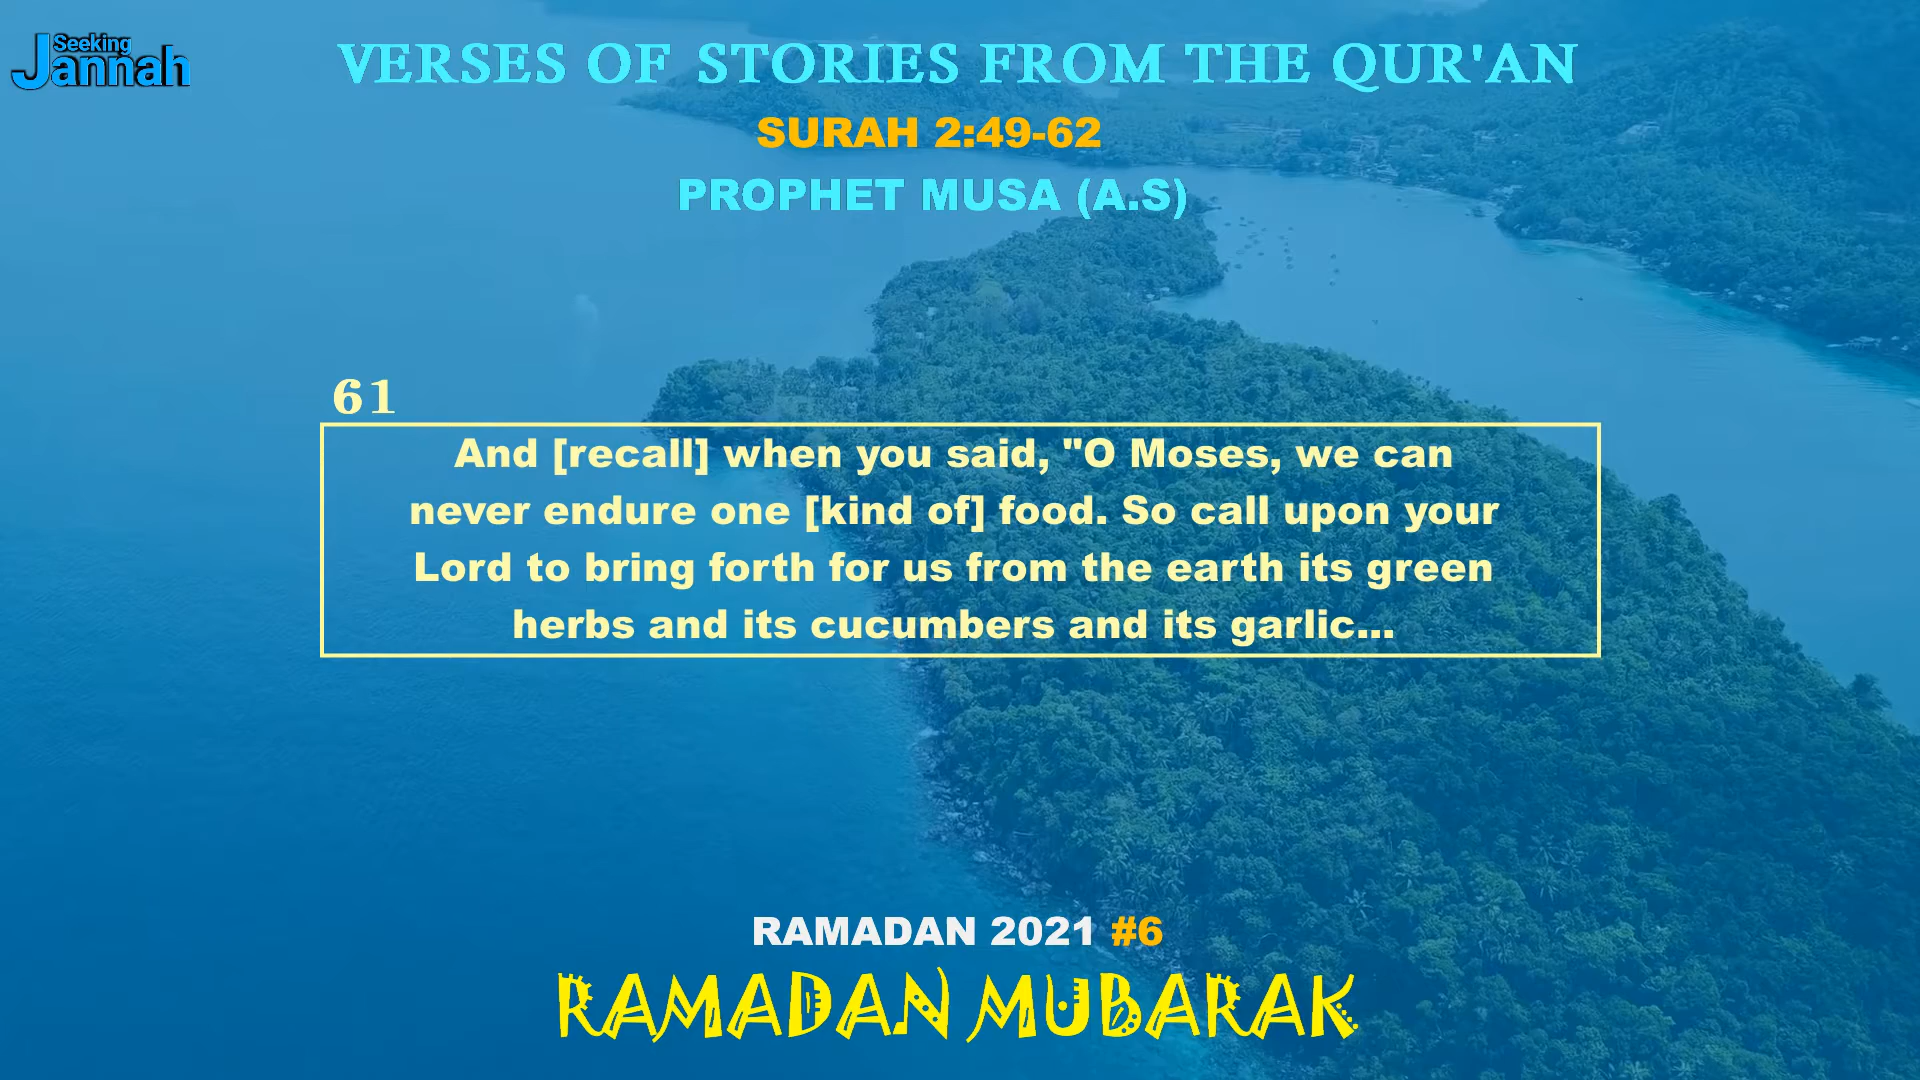 Seeking
Jannah
VERSES OF STORIES FROM THE QUR'AN
SURAH 2:49-62
PROPHET MUSA (A.S)
61
And [recall] when you said, "O Moses, we can
never endure one [kind of] food. So call upon your
Lord to bring forth for us from the earth its green
herbs and its cucumbers and its garlic...
RAMADAN 2021 #6
RAMADAN MUBARAK